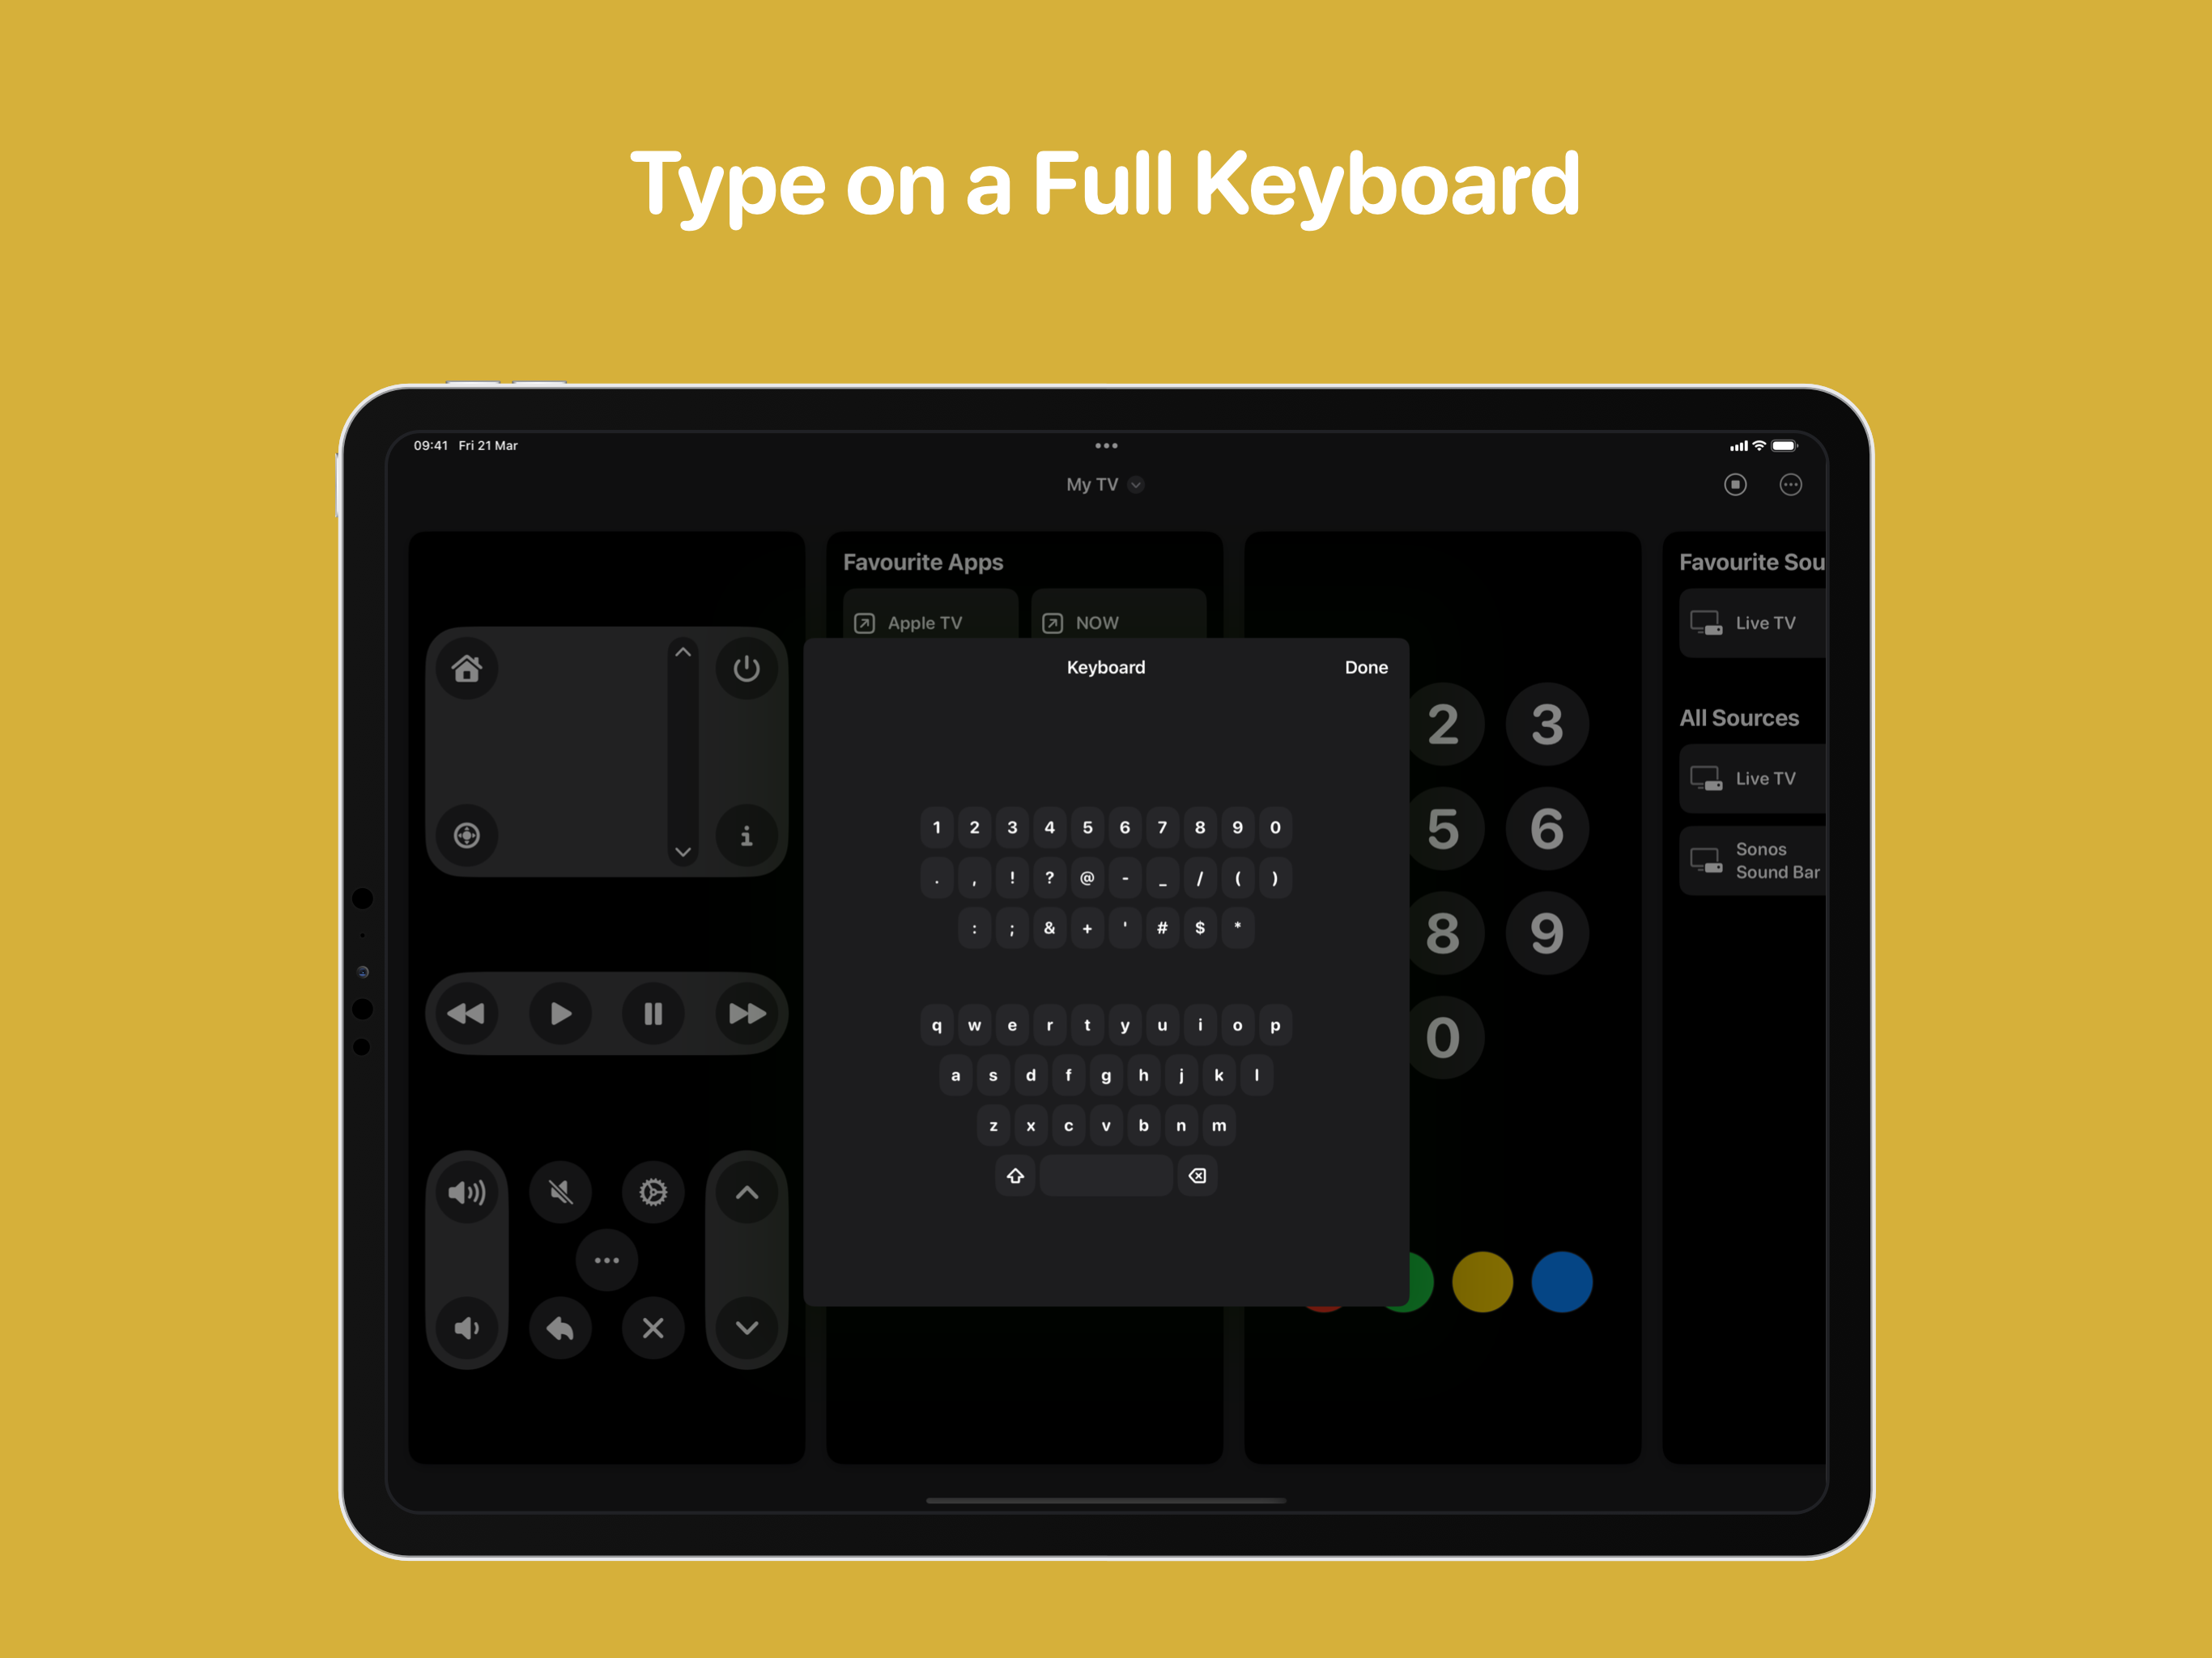 Type on a Full Keyboard
09:41 Fri 21 Mar
My TV
Favourite Apps
Apple TV
NOW
Keyboard
Done
1 2 3 4 5 6 7 8 9 0
. , ! ? @ - _ / ( )
: ; & + ' # $ *
q w e r t y u i o p
a s d f g h j k l
z x c v b n m
2 3
5 6
8 9
0
Favourite Sou
Live TV
All Sources
Live TV
Sonos
Sound Bar